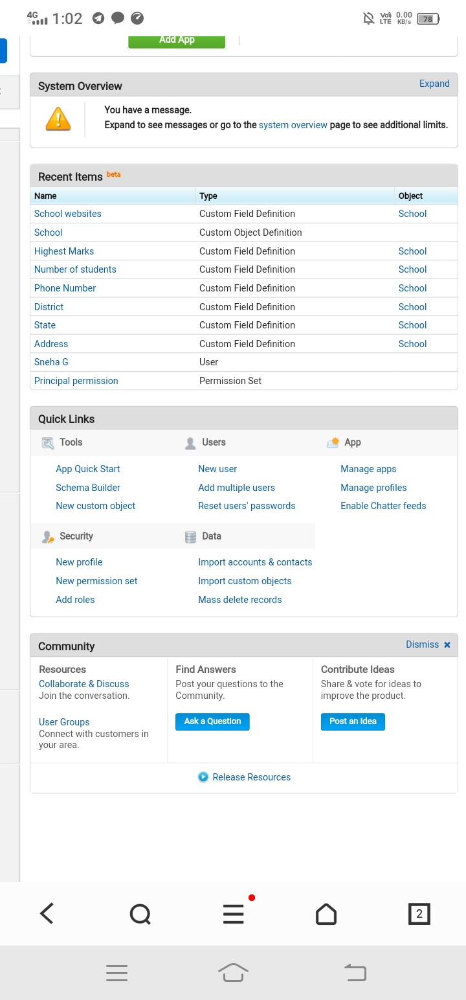 4G 1:02 Vo) LTE 0.00 KB/s 78
Add App
System Overview Expand
You have a message.
Expand to see messages or go to the system overview page to see additional limits.
Recent Items beta
Name Type Object
School websites Custom Field Definition School
School Custom Object Definition
Highest Marks Custom Field Definition School
Number of students Custom Field Definition School
Phone Number Custom Field Definition School
District Custom Field Definition School
State Custom Field Definition School
Address Custom Field Definition School
Sneha G User
Principal permission Permission Set
Quick Links
Tools Users App
App Quick Start New user Manage apps
Schema Builder Add multiple users Manage profiles
New custom object Reset users' passwords Enable Chatter feeds
Security Data
New profile Import accounts & contacts
New permission set Import custom objects
Add roles Mass delete records
Community Dismiss
Resources
Collaborate & Discuss
Join the conversation.
User Groups
Connect with customers in
your area.
Find Answers
Post your questions to the
Community.
Ask a Question
Contribute Ideas
Share & vote for ideas to
improve the product.
Post an Idea
Release Resources
2